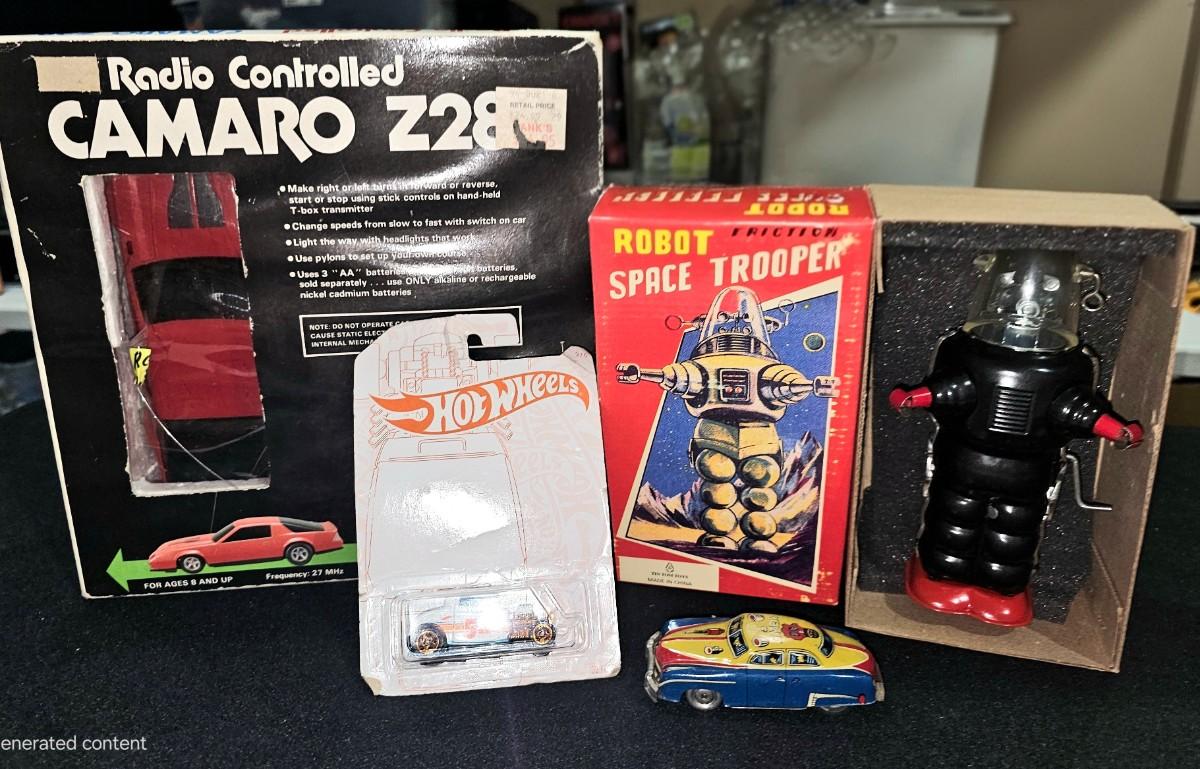 Radio Controlled
CAMARO Z28
RETAIL PRICE
● Make right or left turns in forward or reverse,
start or stop using stick controls on hand-held
T-box transmitter
● Change speeds from slow to fast with switch on car
● Light the way with headlights that work
● Use pylons to set up your own course
● Uses 3 "AA" batteries batteries,
sold separately . . . use ONLY alkaline or rechargeable
nickel cadmium batteries
NOTE: DO NOT OPERATE
CAUSE STATIC
INTERNAL
FOR AGES 8 AND UP
Frequency: 27 MHz
HOT WHEELS
ROBOT
FRICTION
ROBOT
SPACE TROOPER
MADE IN CHINA
enerated content